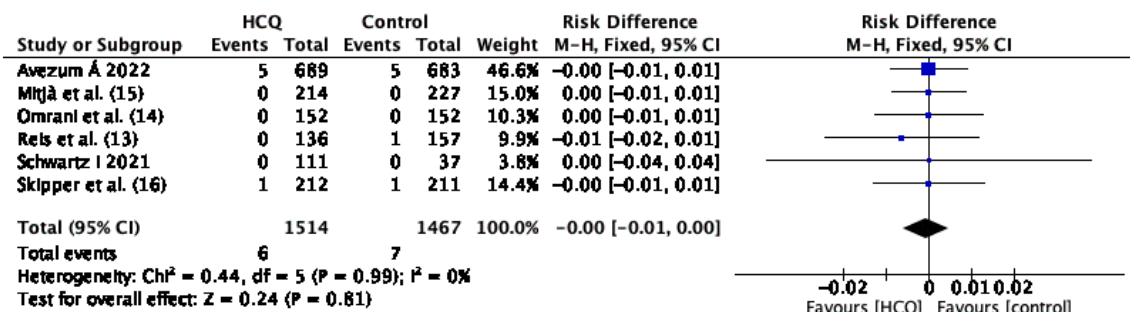 HCQ Control Risk Difference Risk Difference
Study or Subgroup Events Total Events Total Weight M-H, Fixed, 95% CI M-H, Fixed, 95% CI
Avezum Á 2022 5 689 5 683 46.6% -0.00 [-0.01, 0.01]
Mitjà et al. (15) 0 214 0 227 15.0% 0.00 [-0.01, 0.01]
Omrani et al. (14) 0 152 0 152 10.3% 0.00 [-0.01, 0.01]
Reis et al. (13) 0 136 1 157 9.9% -0.01 [-0.02, 0.01]
Schwartz I 2021 0 111 0 37 3.8% 0.00 [-0.04, 0.04]
Skipper et al. (16) 1 212 1 211 14.4% -0.00 [-0.01, 0.01]
Total (95% CI) 1514 1467 100.0% -0.00 [-0.01, 0.00]
Total events 6 7
Heterogeneity: Chi² = 0.44, df = 5 (P = 0.99); I² = 0%
Test for overall effect: Z = 0.24 (P = 0.81)
-0.02 0 0.01 0.02
Favours [HCQ] Favours [control]